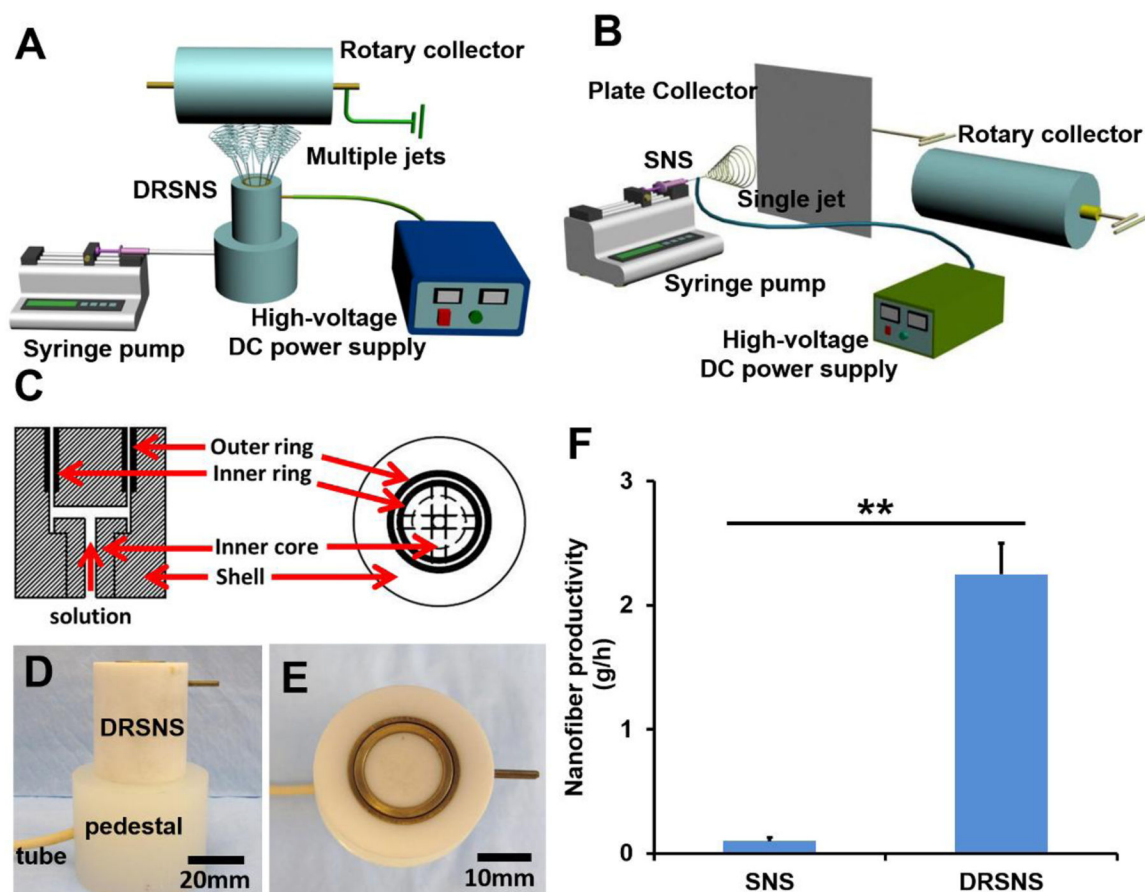 A
Rotary collector
Multiple jets
DRSNS
Syringe pump
High-voltage
DC power supply
B
Plate Collector
SNS
Single jet
Rotary collector
Syringe pump
High-voltage
DC power supply
C
Outer ring
Inner ring
Inner core
Shell
solution
D
DRSNS
pedestal
tube
20mm
E
10mm
F
Nanofiber productivity
(g/h)
3
2
1
0
**
SNS
DRSNS